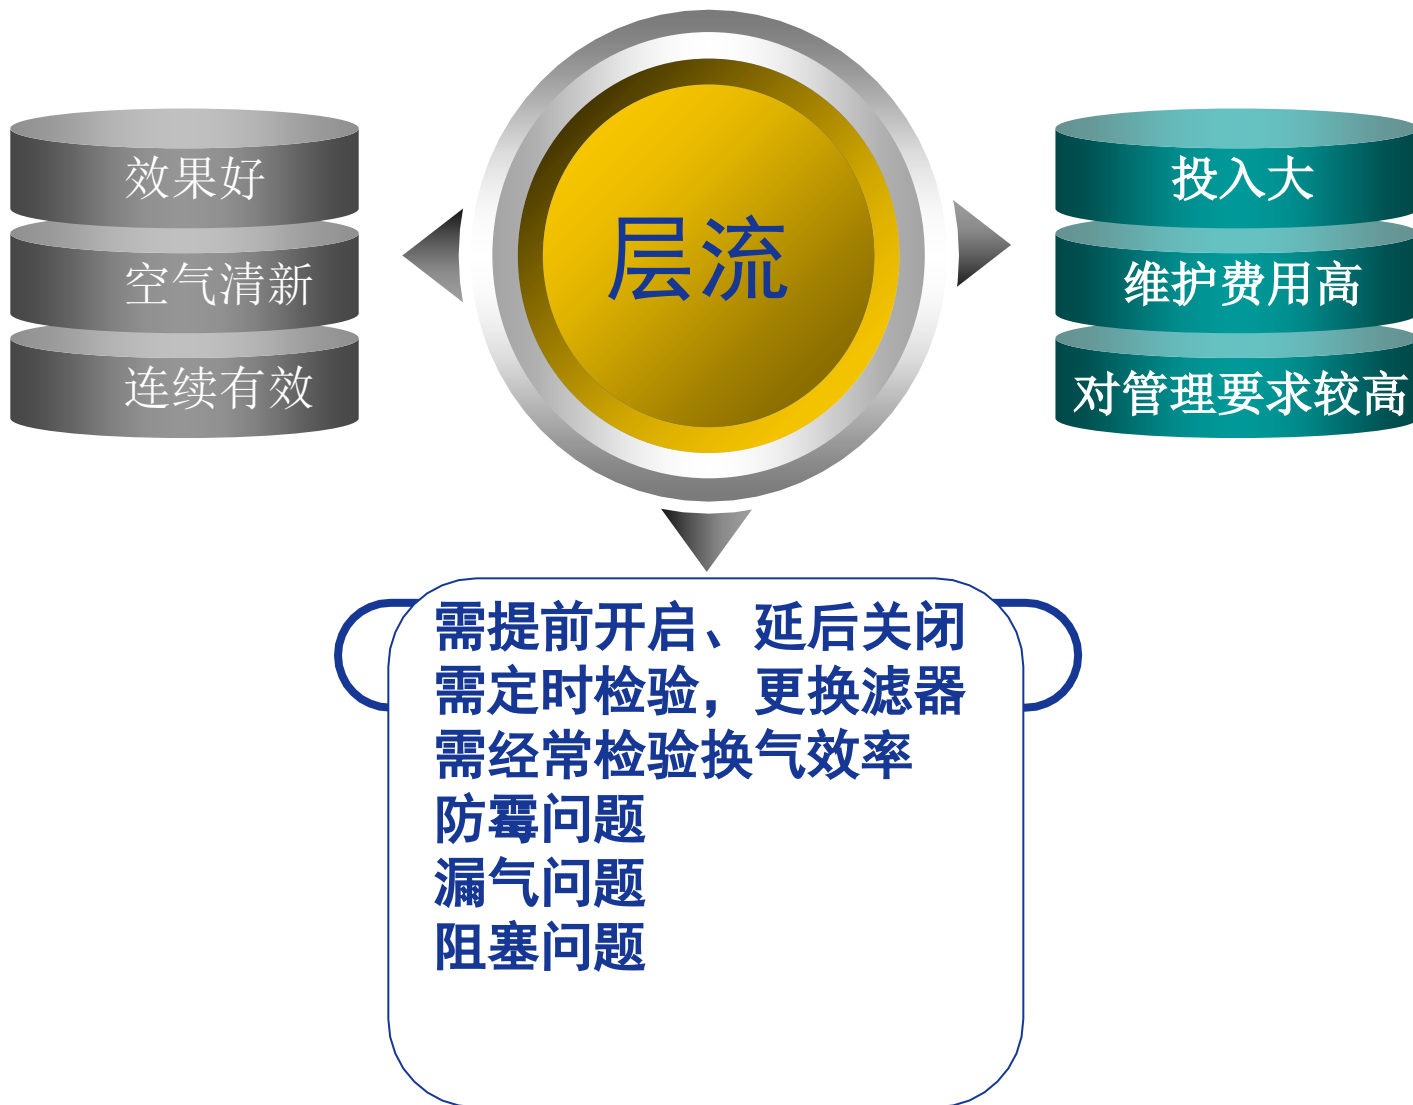 层流
效果好
空气清新
连续有效
投入大
维护费用高
对管理要求较高
需提前开启、延后关闭
需定时检验，更换滤器
需经常检验换气效率
防霉问题
漏气问题
阻塞问题